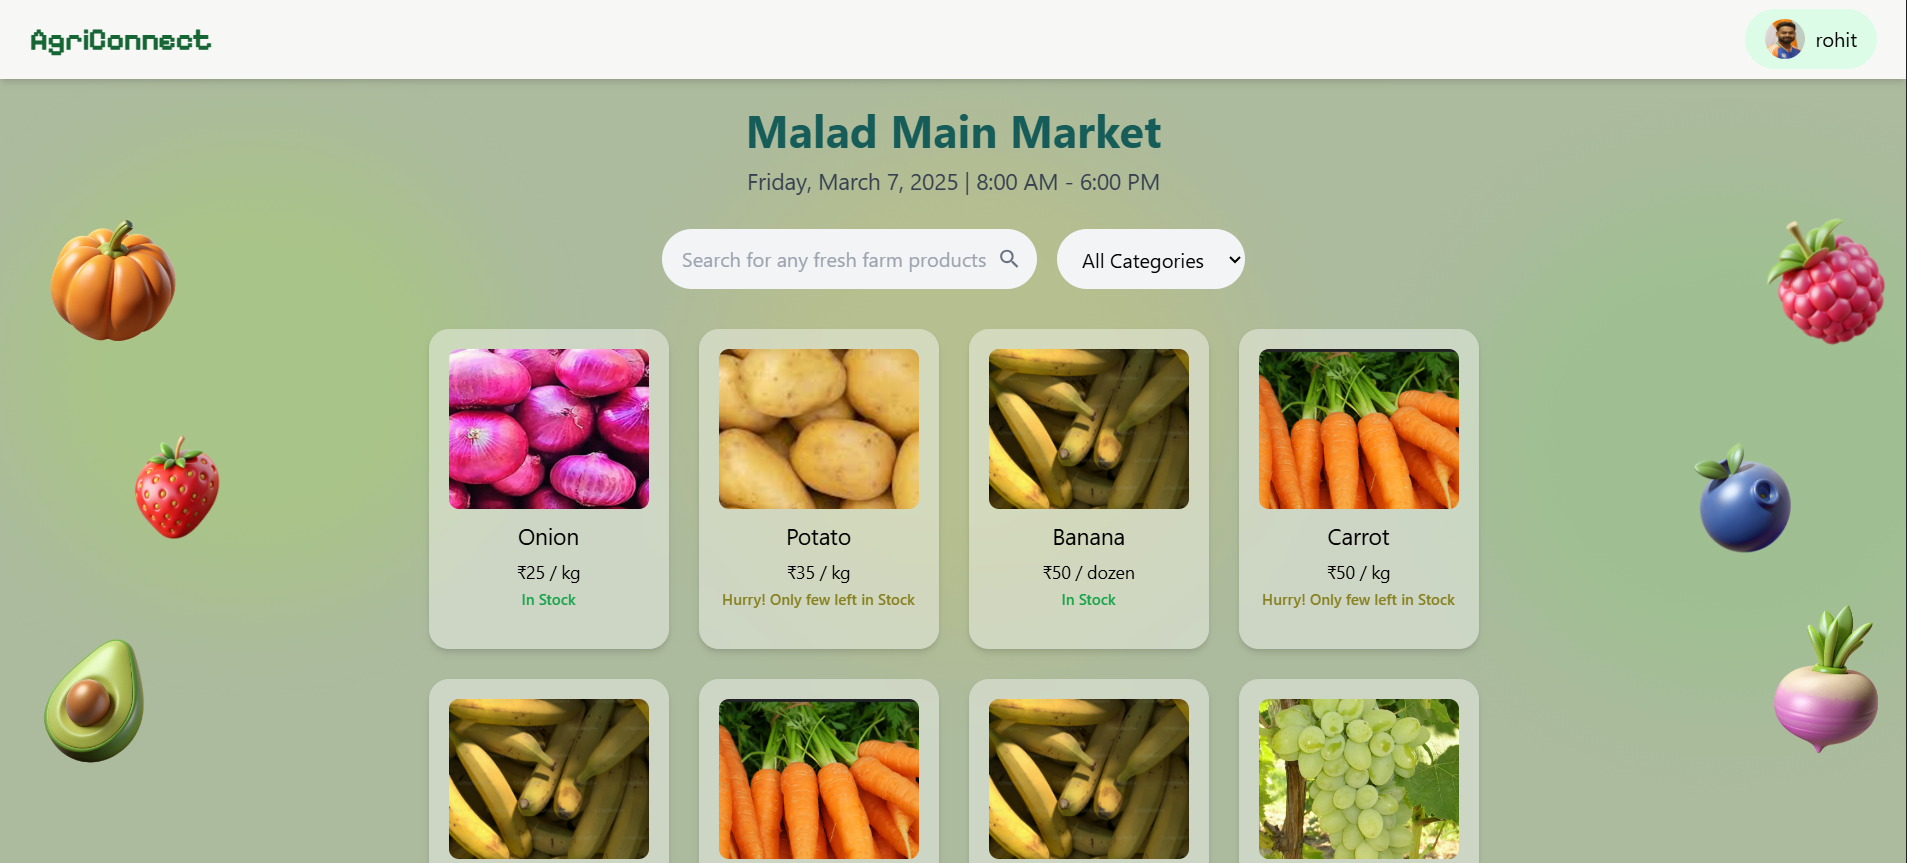 AgriConnect
rohit
Malad Main Market
Friday, March 7, 2025 | 8:00 AM - 6:00 PM
Search for any fresh farm products
All Categories
Onion
₹25 / kg
In Stock
Potato
₹35 / kg
Hurry! Only few left in Stock
Banana
₹50 / dozen
In Stock
Carrot
₹50 / kg
Hurry! Only few left in Stock